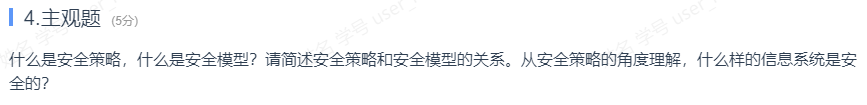 4.主观题 (5分)
什么是安全策略，什么是安全模型？请简述安全策略和安全模型的关系。从安全策略的角度理解，什么样的信息系统是安
全的？